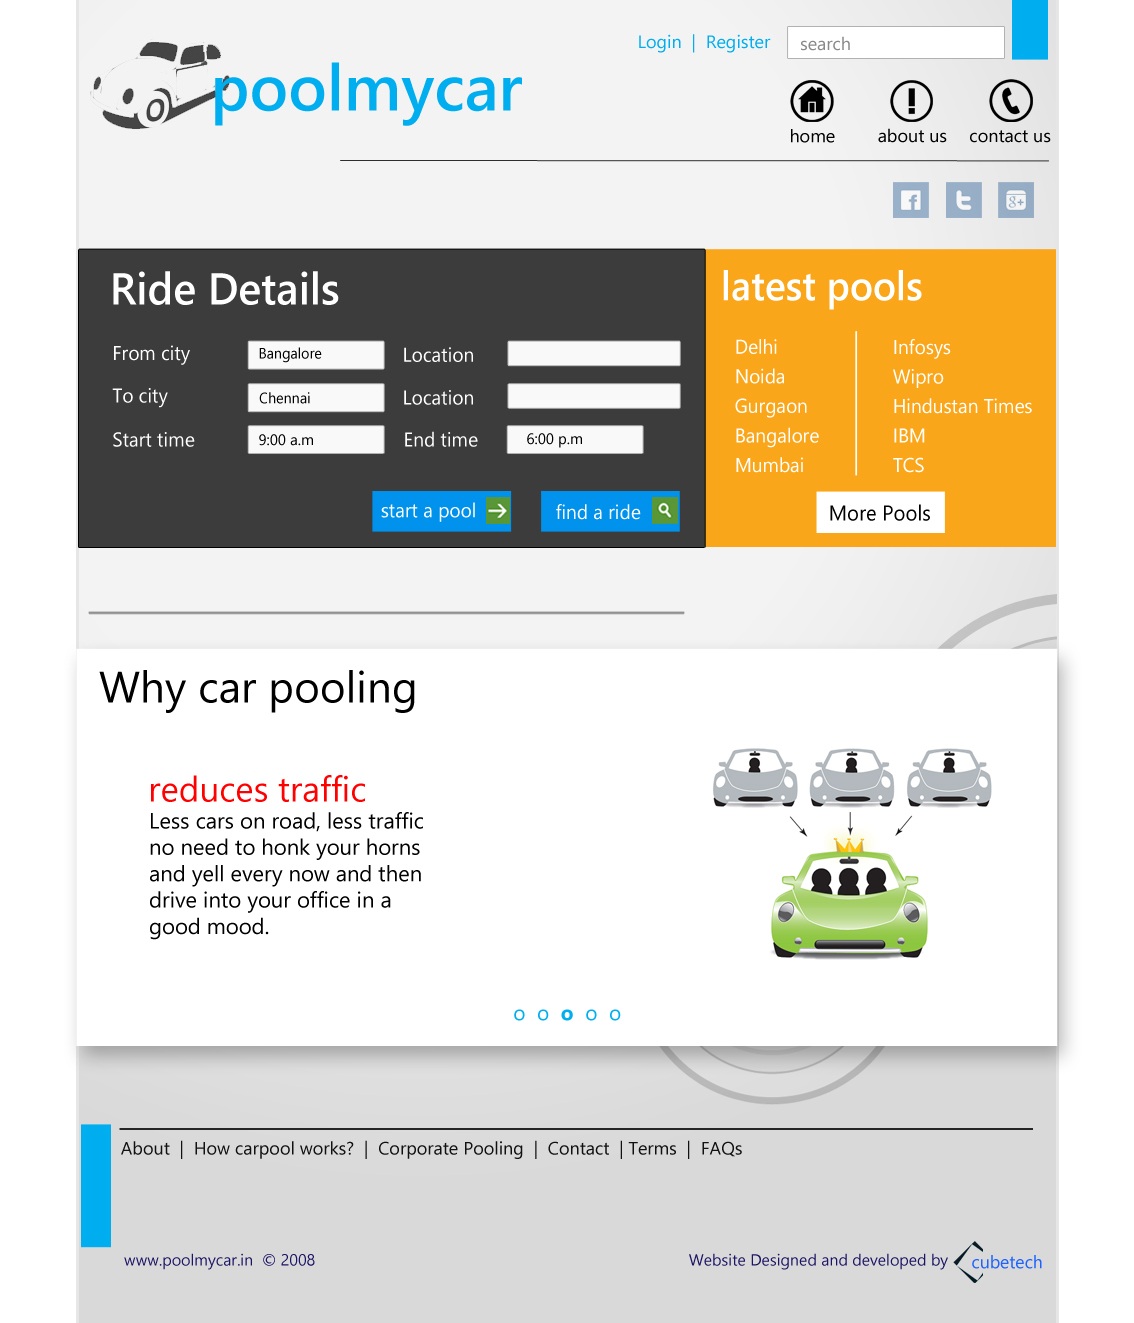 Login | Register
search
poolmycar
home about us contact us
Ride Details
From city Bangalore Location
To city Chennai Location
Start time 9:00 a.m End time 6:00 p.m
start a pool find a ride
latest pools
Delhi Infosys
Noida Wipro
Gurgaon Hindustan Times
Bangalore IBM
Mumbai TCS
More Pools
Why car pooling
reduces traffic
Less cars on road, less traffic
no need to honk your horns
and yell every now and then
drive into your office in a
good mood.
About | How carpool works? | Corporate Pooling | Contact | Terms | FAQs
www.poolmycar.in © 2008
Website Designed and developed by cubetech